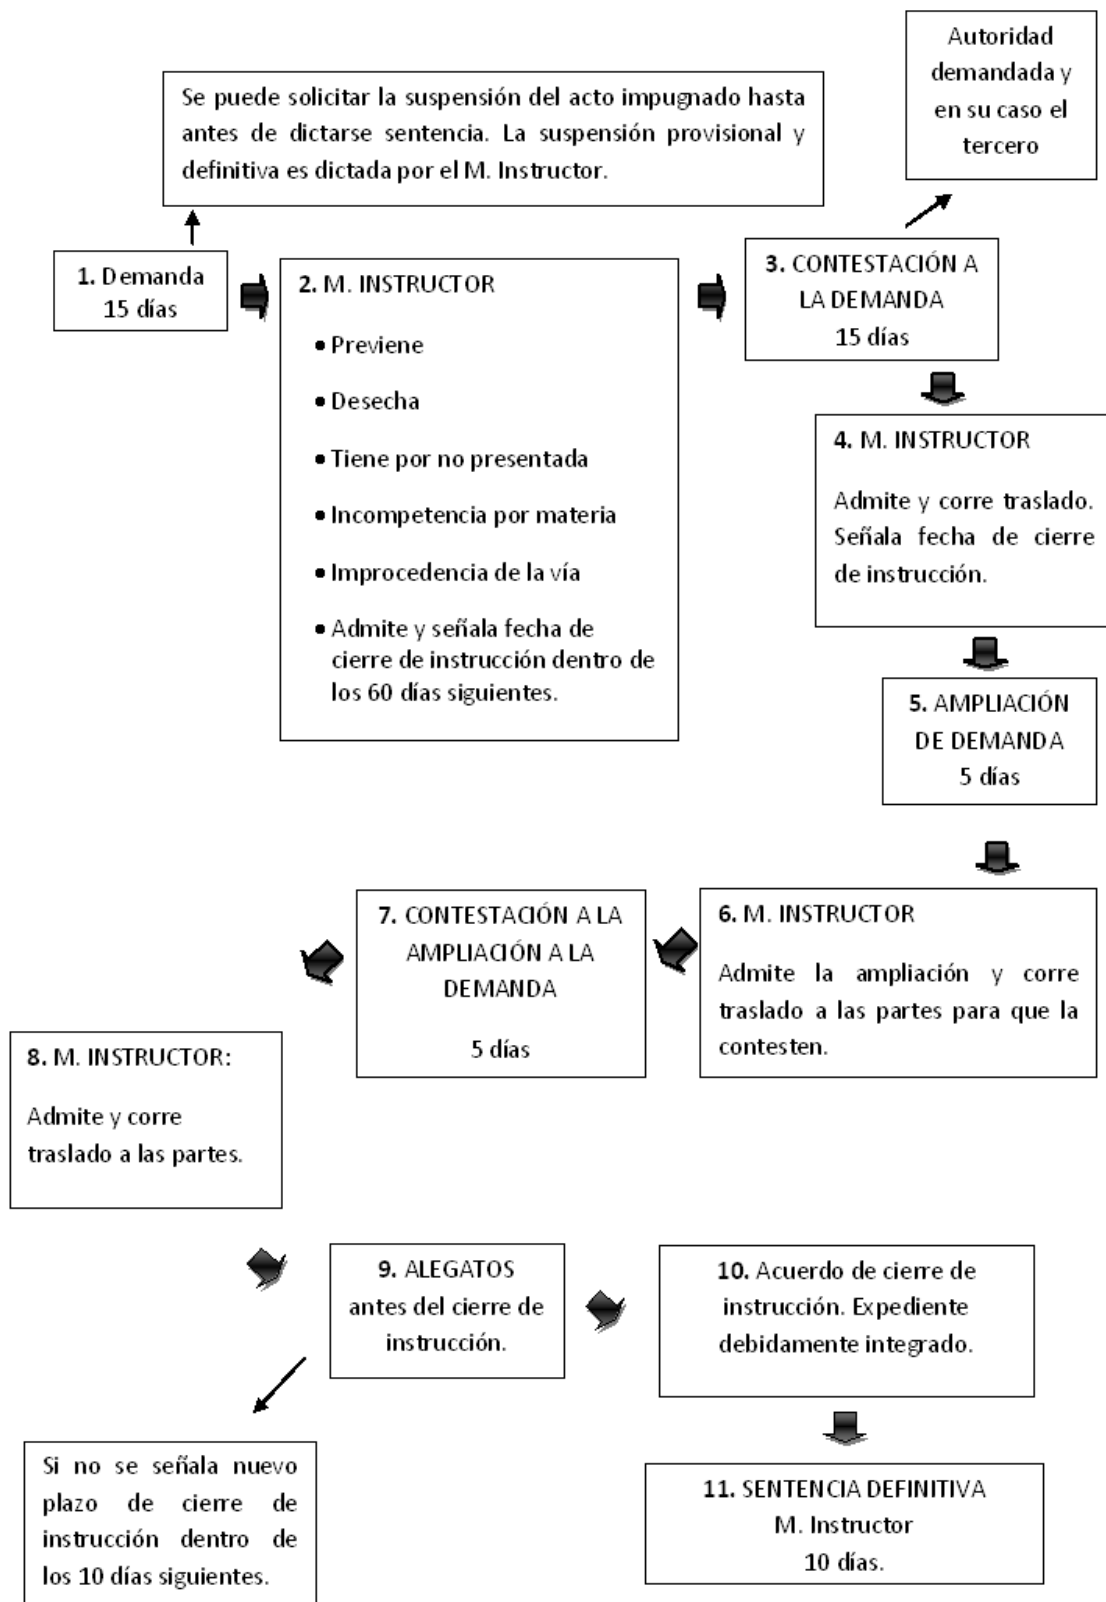 Autoridad
demandada y
en su caso el
tercero
Se puede solicitar la suspensión del acto impugnado hasta
antes de dictarse sentencia. La suspensión provisional y
definitiva es dictada por el M. Instructor.
1. Demanda
15 días
2. M. INSTRUCTOR
• Previene
• Desecha
• Tiene por no presentada
• Incompetencia por materia
• Improcedencia de la vía
• Admite y señala fecha de
cierre de instrucción dentro de
los 60 días siguientes.
3. CONTESTACIÓN A
LA DEMANDA
15 días
4. M. INSTRUCTOR
Admite y corre traslado.
Señala fecha de cierre
de instrucción.
5. AMPLIACIÓN
DE DEMANDA
5 días
6. M. INSTRUCTOR
Admite la ampliación y corre
traslado a las partes para que la
contesten.
7. CONTESTACIÓN A LA
AMPLIACIÓN A LA
DEMANDA
5 días
8. M. INSTRUCTOR:
Admite y corre
traslado a las partes.
9. ALEGATOS
antes del cierre de
instrucción.
10. Acuerdo de cierre de
instrucción. Expediente
debidamente integrado.
Si no se señala nuevo
plazo de cierre de
instrucción dentro de
los 10 días siguientes.
11. SENTENCIA DEFINITIVA
M. Instructor
10 días.